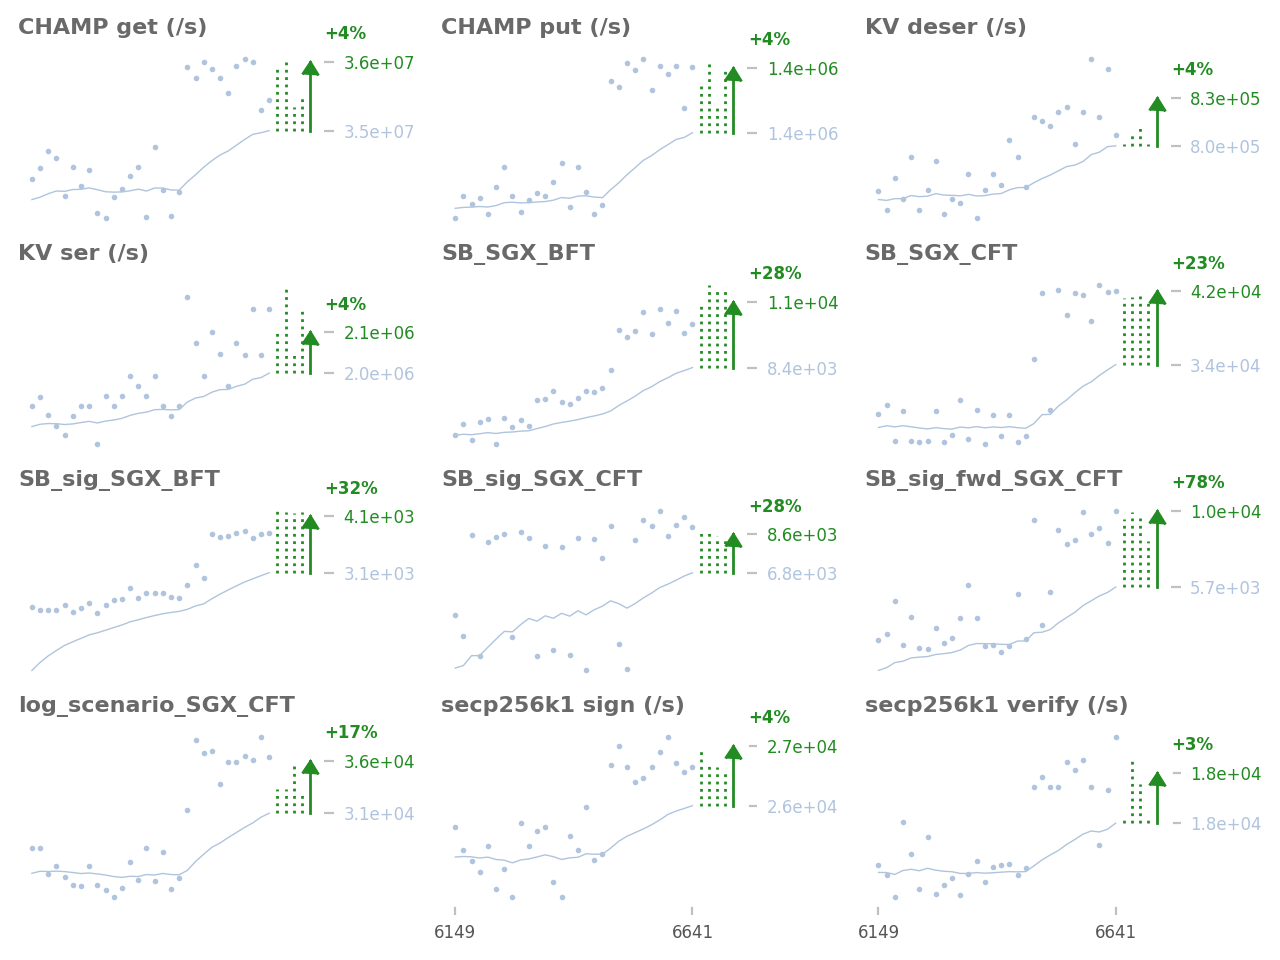 CHAMP get (/s)
+4%
3.6e+07
3.5e+07
CHAMP put (/s)
+4%
1.4e+06
1.4e+06
KV deser (/s)
+4%
8.3e+05
8.0e+05
KV ser (/s)
+4%
2.1e+06
2.0e+06
SB_SGX_BFT
+28%
1.1e+04
8.4e+03
SB_SGX_CFT
+23%
4.2e+04
3.4e+04
SB_sig_SGX_BFT
+32%
4.1e+03
3.1e+03
SB_sig_SGX_CFT
+28%
8.6e+03
6.8e+03
SB_sig_fwd_SGX_CFT
+78%
1.0e+04
5.7e+03
log_scenario_SGX_CFT
+17%
3.6e+04
3.1e+04
secp256k1 sign (/s)
+4%
2.7e+04
2.6e+04
6149
6641
secp256k1 verify (/s)
+3%
1.8e+04
1.8e+04
6149
6641